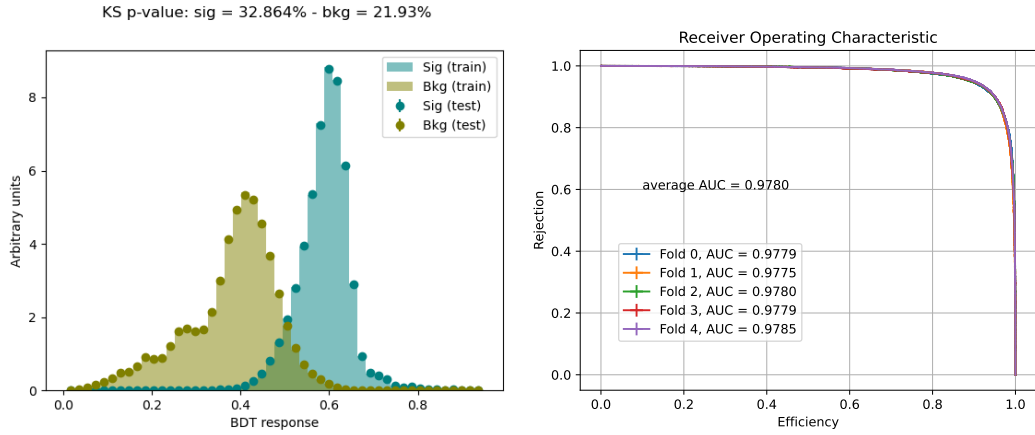 KS p-value: sig = 32.864% - bkg = 21.93%
Sig (train)
Bkg (train)
Sig (test)
Bkg (test)
8
6
4
2
0
Arbitrary units
0.0 0.2 0.4 0.6 0.8
BDT response
Receiver Operating Characteristic
1.0
0.8
0.6
0.4
0.2
0.0
Rejection
average AUC = 0.9780
Fold 0, AUC = 0.9779
Fold 1, AUC = 0.9775
Fold 2, AUC = 0.9780
Fold 3, AUC = 0.9779
Fold 4, AUC = 0.9785
0.0 0.2 0.4 0.6 0.8 1.0
Efficiency